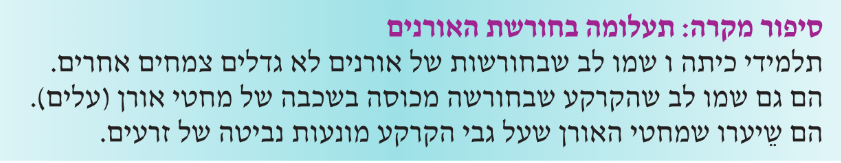 סיפור מקרה: תעלומה בחורשת האורנים
תלמידי כיתה ו שמו לב שבחורשות של אורנים לא גדלים צמחים אחרים.
הם גם שמו לב שהקרקע שבחורשה מכוסה בשכבה של מחטי אורן (עלים).
הם שֵיערו שמחטי האורן שעל גבי הקרקע מונעות נביטה של זרעים.